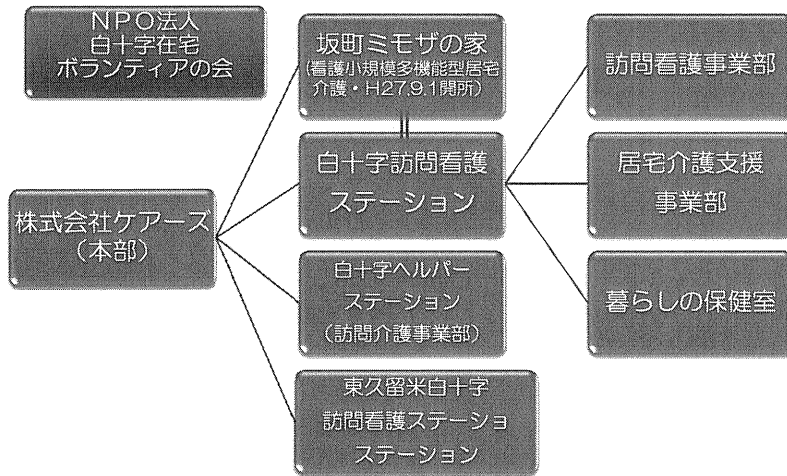 NPO法人
白十字在宅
ボランティアの会
株式会社ケアーズ
(本部)
坂町ミモザの家
(看護小規模多機能型居宅
介護・H27.9.1開所)
白十字訪問看護
ステーション
白十字ヘルパー
ステーション
(訪問介護事業部)
東久留米白十字
訪問看護ステーショ
ステーション
訪問看護事業部
居宅介護支援
事業部
暮らしの保健室